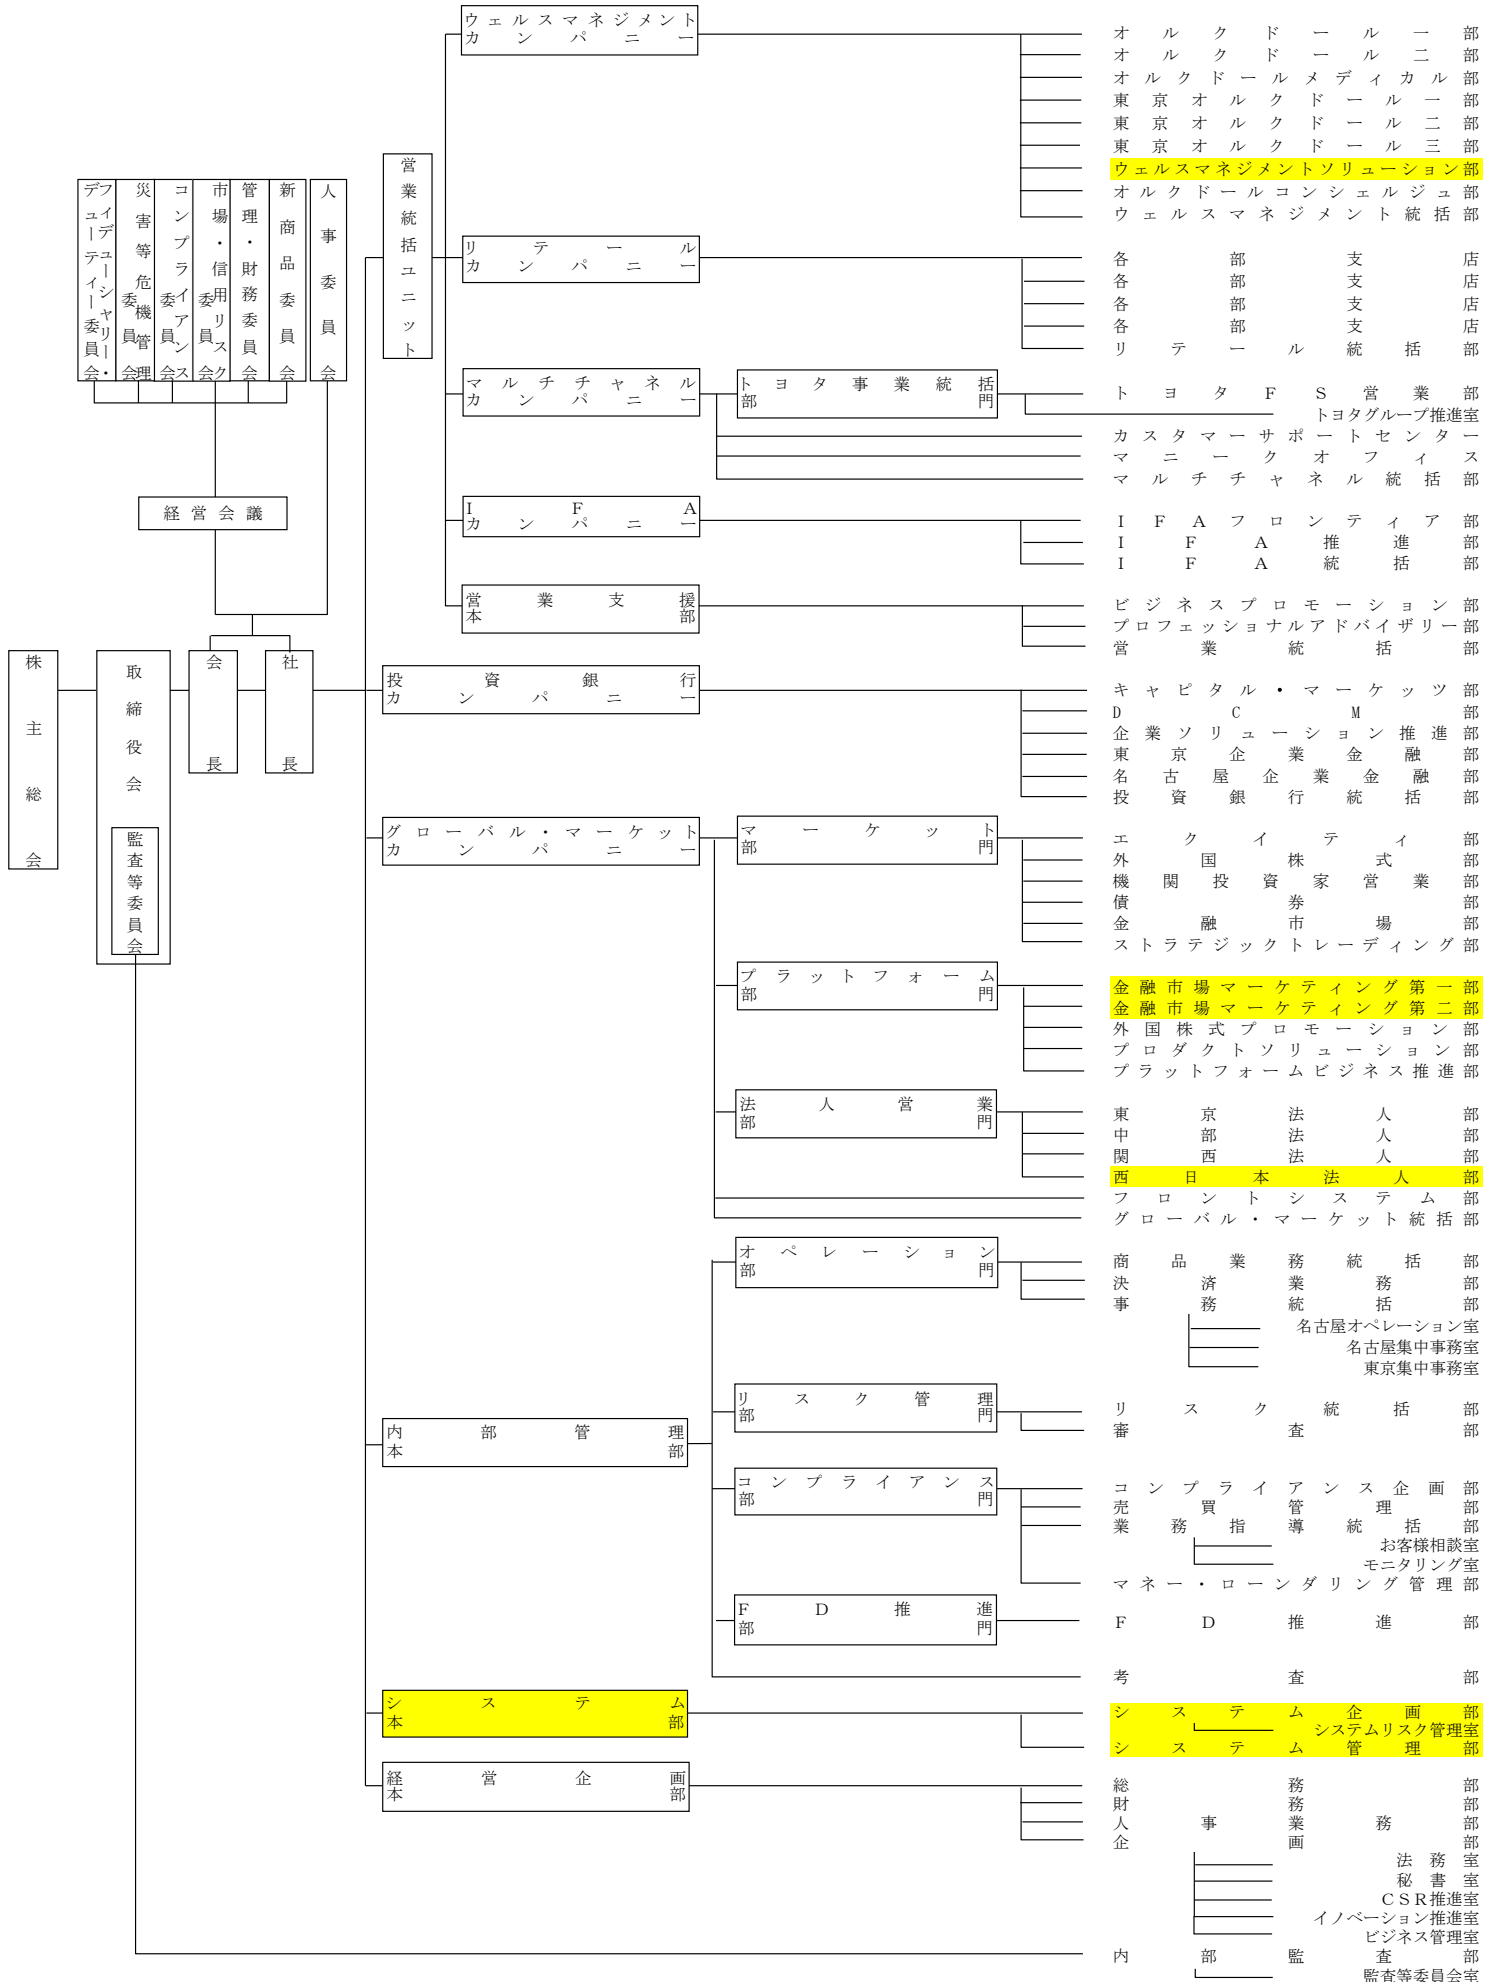 ウェルスマネジメント
カンパニー
オルクドール一部
オルクドール二部
オルクドールメディカル部
東京オルクドール一部
東京オルクドール二部
東京オルクドール三部
ウェルスマネジメントソリューション部
オルクドールコンシェルジュ部
ウェルスマネジメント統括部
営業統括ユニット
フィデューシャリー・
デューティー委員会
災害等危機管理
委員会
コンプライアンス
委員会
市場・信用リスク
委員会
管理・財務委員会
新商品委員会
人事委員会
リテール
カンパニー
各部支店
各部支店
各部支店
各部支店
リテール統括部
マルチチャネル
カンパニー
トヨタ事業統括
部門
トヨタFS営業部
トヨタグループ推進室
カスタマーサポートセンター
マニークオフィス
マルチチャネル統括部
経営会議
IFA
カンパニー
IFAフロンティア部
IFA推進部
IFA統括部
営業支援
本部
ビジネスプロモーション部
プロフェッショナルアドバイザリー部
営業統括部
株主総会
取締役会
監査等委員会
会長
社長
投資銀行
カンパニー
キャピタル・マーケッツ部
DCM部
企業ソリューション推進部
東京企業金融部
名古屋企業金融部
投資銀行統括部
グローバル・マーケット
カンパニー
マーケット
部門
エクイティ部
外国株式部
機関投資家営業部
債券部
金融市場部
ストラテジックトレーディング部
プラットフォーム
部門
金融市場マーケティング第一部
金融市場マーケティング第二部
外国株式プロモーション部
プロダクトソリューション部
プラットフォームビジネス推進部
法人営業
部門
東京法人部
中部法人部
関西法人部
西日本法人部
フロントシステム部
グローバル・マーケット統括部
オペレーション
部門
商品業務統括部
決済業務部
事務統括部
名古屋オペレーション室
名古屋集中事務室
東京集中事務室
内部管理
本部
リスク管理
部門
リスク統括部
審査部
コンプライアンス
部門
コンプライアンス企画部
売買管理部
業務指導統括部
お客様相談室
モニタリング室
マネー・ローンダリング管理部
FD推進
部門
FD推進部
考査部
システム
本部
システム企画部
システムリスク管理室
システム管理部
経営企画
本部
総務部
財務部
人事業務部
企画部
法務室
秘書室
CSR推進室
イノベーション推進室
ビジネス管理室
内部監査部
監査等委員会室